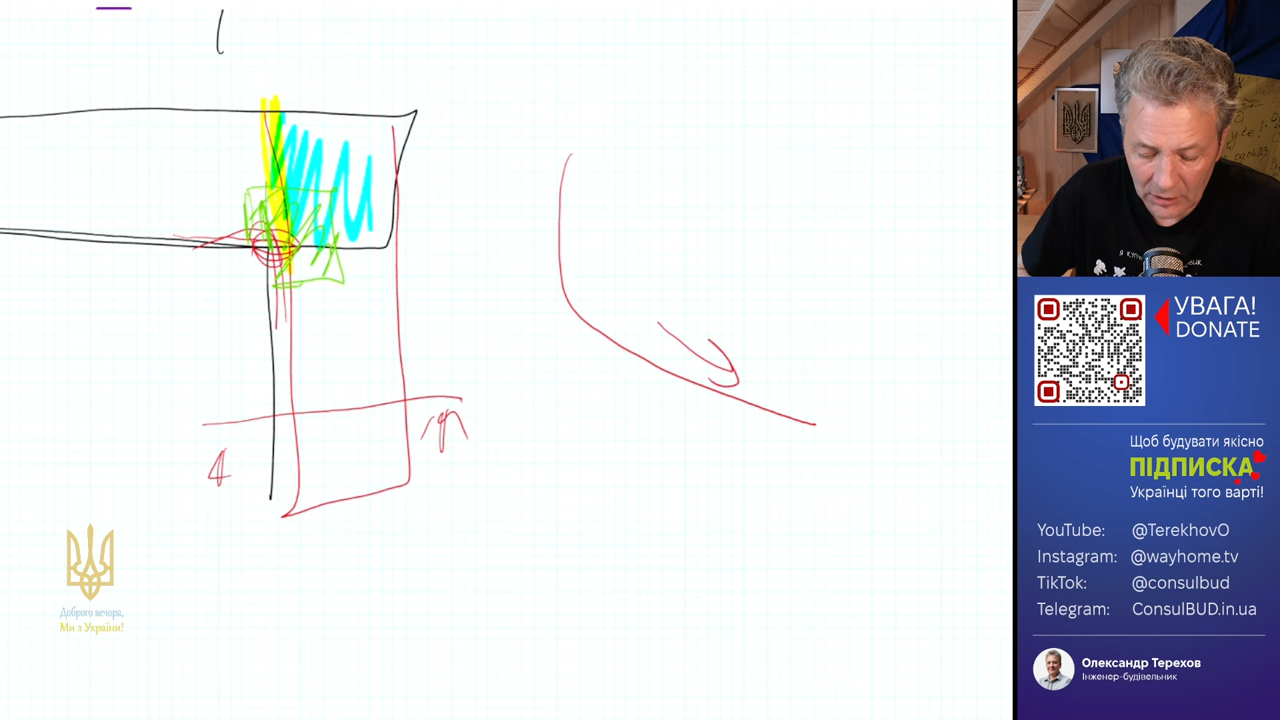 УВАГА!
DONATE
Щоб будувати якісно
ПІДПИСКА
Українці того варті!
YouTube: @TerekhovO
Instagram: @wayhome.tv
TikTok: @consulbud
Telegram: ConsulBUD.in.ua
Олександр Терехов
Інженер-будівельник
Доброго вечора,
Ми з України!